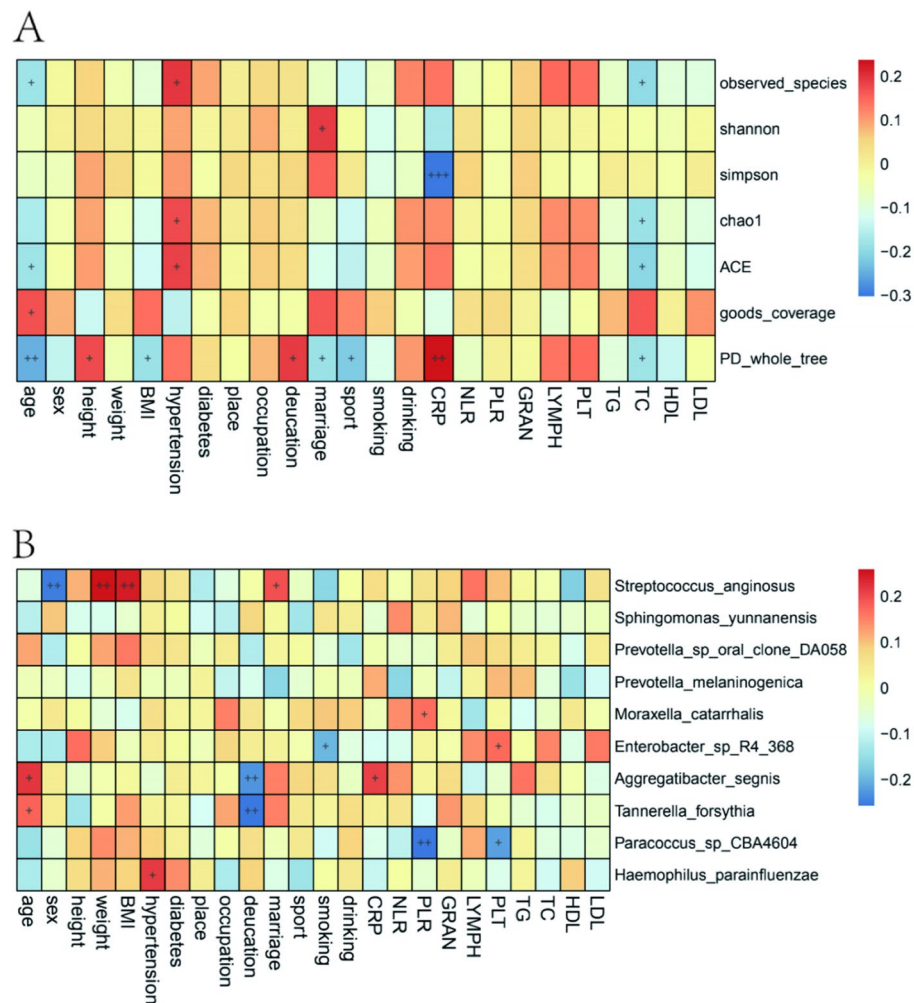 A
0.2
0.1
0
−0.1
−0.2
−0.3
+ + + observed_species
+ shannon
+++ simpson
+ + chao1
+ + + ACE
+ goods_coverage
++ + + + + + ++ + PD_whole_tree
age sex height weight BMI hypertension diabetes place occupation deucation marriage sport smoking drinking CRP NLR PLR GRAN LYMPH PLT TG TC HDL LDL
B
0.2
0.1
0
−0.1
−0.2
++ ++ ++ + Streptococcus_anginosus
Sphingomonas_yunnanensis
Prevotella_sp_oral_clone_DA058
Prevotella_melaninogenica
+ Moraxella_catarrhalis
+ + Enterobacter_sp_R4_368
+ ++ + Aggregatibacter_segnis
+ ++ Tannerella_forsythia
++ + Paracoccus_sp_CBA4604
+ Haemophilus_parainfluenzae
age sex height weight BMI hypertension diabetes place occupation deucation marriage sport smoking drinking CRP NLR PLR GRAN LYMPH PLT TG TC HDL LDL